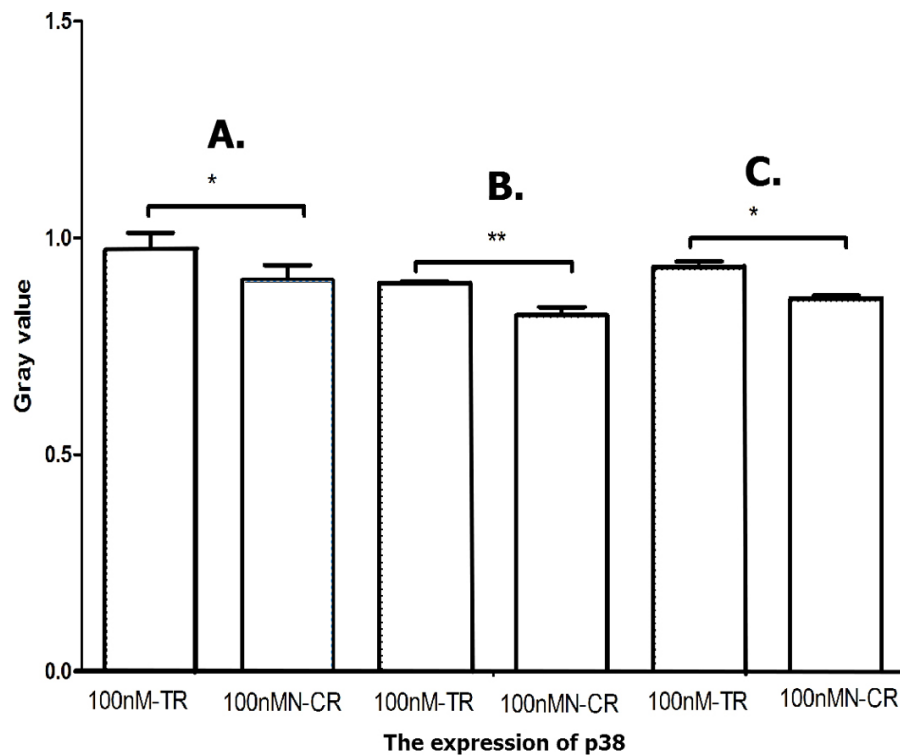 1.5
A.
*
B.
**
C.
*
1.0
0.5
0.0
Gray value
100nM-TR 100nMN-CR 100nM-TR 100nMN-CR 100nM-TR 100nMN-CR
The expression of p38